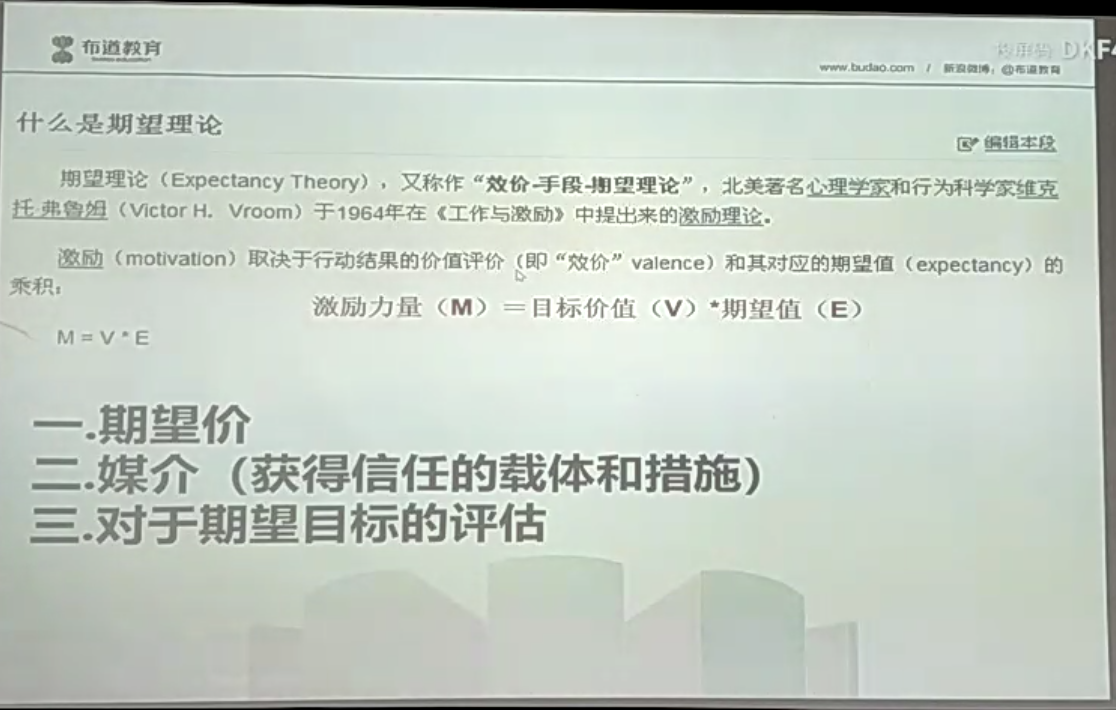 布道教育
budao education
投屏码 DKF4
www.budao.com / 新浪微博：@布道教育
什么是期望理论
编辑本段
期望理论（Expectancy Theory），又称作“效价-手段-期望理论”，北美著名心理学家和行为科学家维克
托·弗鲁姆（Victor H. Vroom）于1964年在《工作与激励》中提出来的激励理论。
激励（motivation）取决于行动结果的价值评价（即“效价”valence）和其对应的期望值（expectancy）的
乘积：
激励力量（M）＝目标价值（V）*期望值（E）
M = V * E
一.期望价
二.媒介（获得信任的载体和措施）
三.对于期望目标的评估